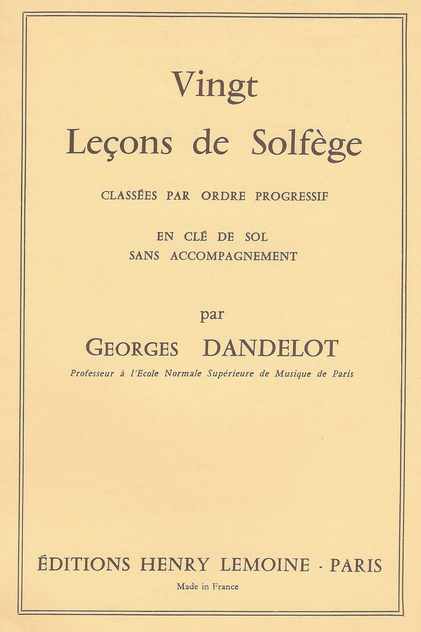 Vingt
Leçons de Solfège
CLASSÉES PAR ORDRE PROGRESSIF
EN CLÉ DE SOL
SANS ACCOMPAGNEMENT
par
GEORGES DANDELOT
Professeur à l'Ecole Normale Supérieure de Musique de Paris
ÉDITIONS HENRY LEMOINE - PARIS
Made in France